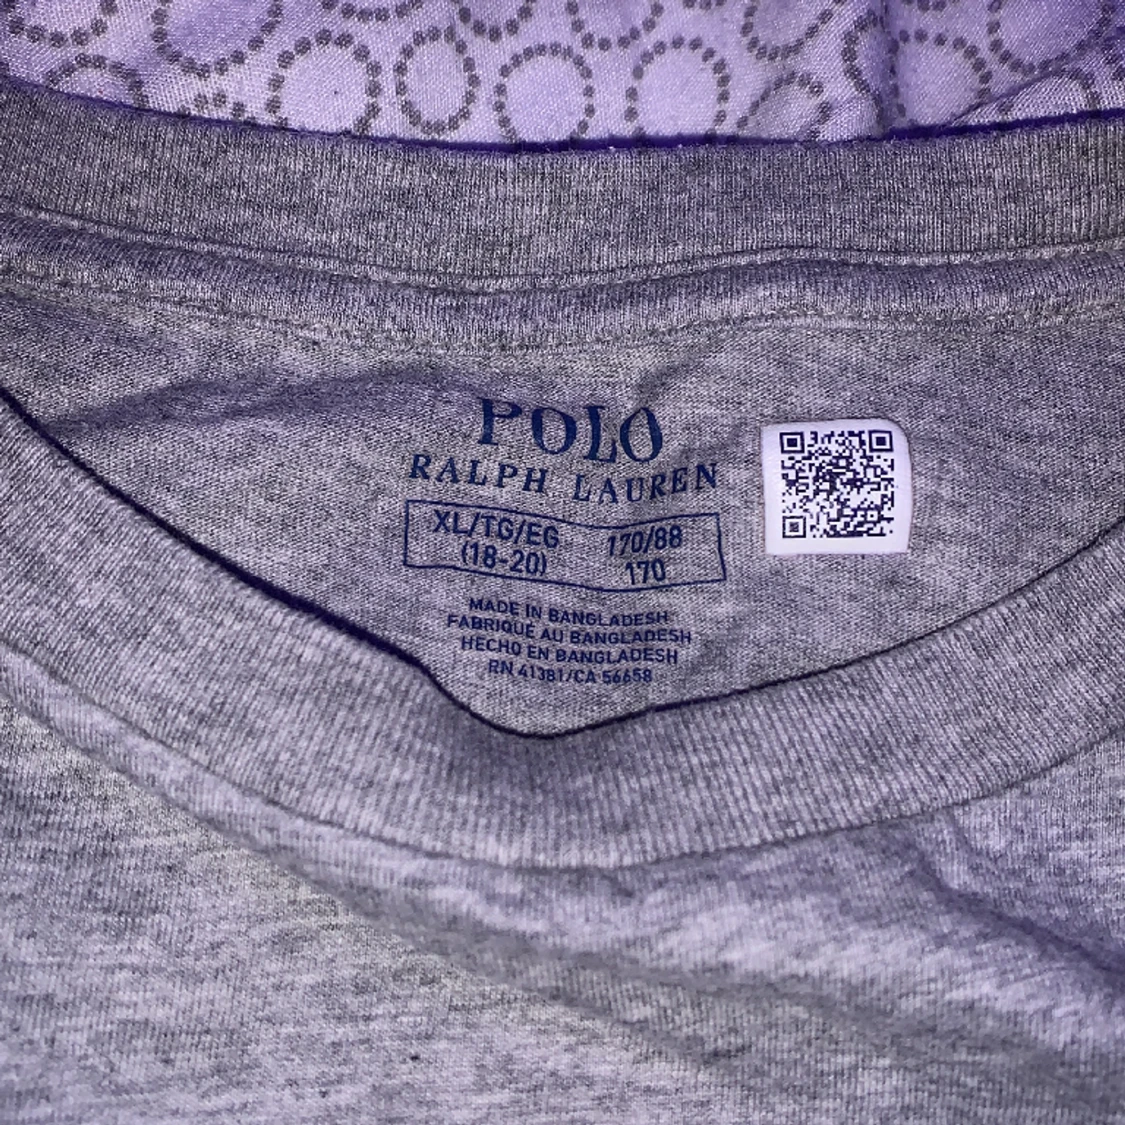 POLO
RALPH LAUREN
XL/TG/EG 170/88
(18-20) 170
MADE IN BANGLADESH
FABRIQUÉ AU BANGLADESH
HECHO EN BANGLADESH
RN 41381/CA 56658